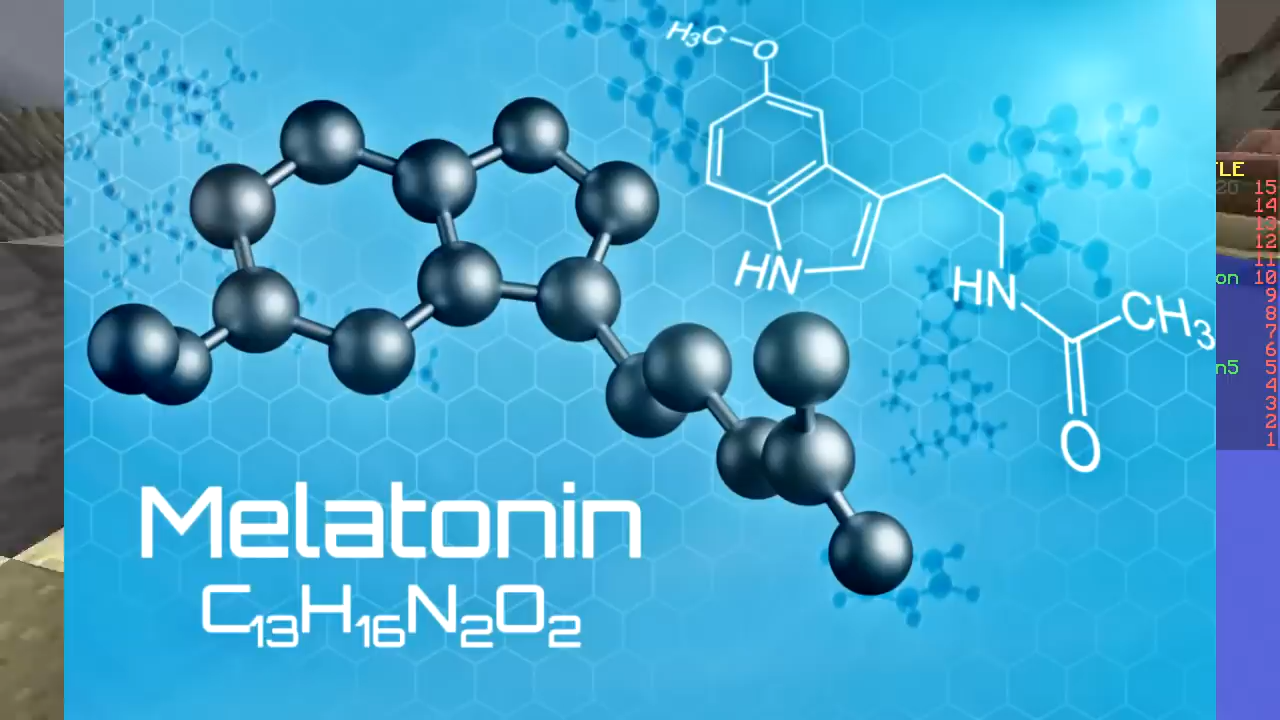 H₃C
O
HN
HN
CH₃
O
Melatonin
C₁₃H₁₆N₂O₂
LE
20 15
14
13
12
11
on 10
9
8
7
6
n5 5
4
3
2
1